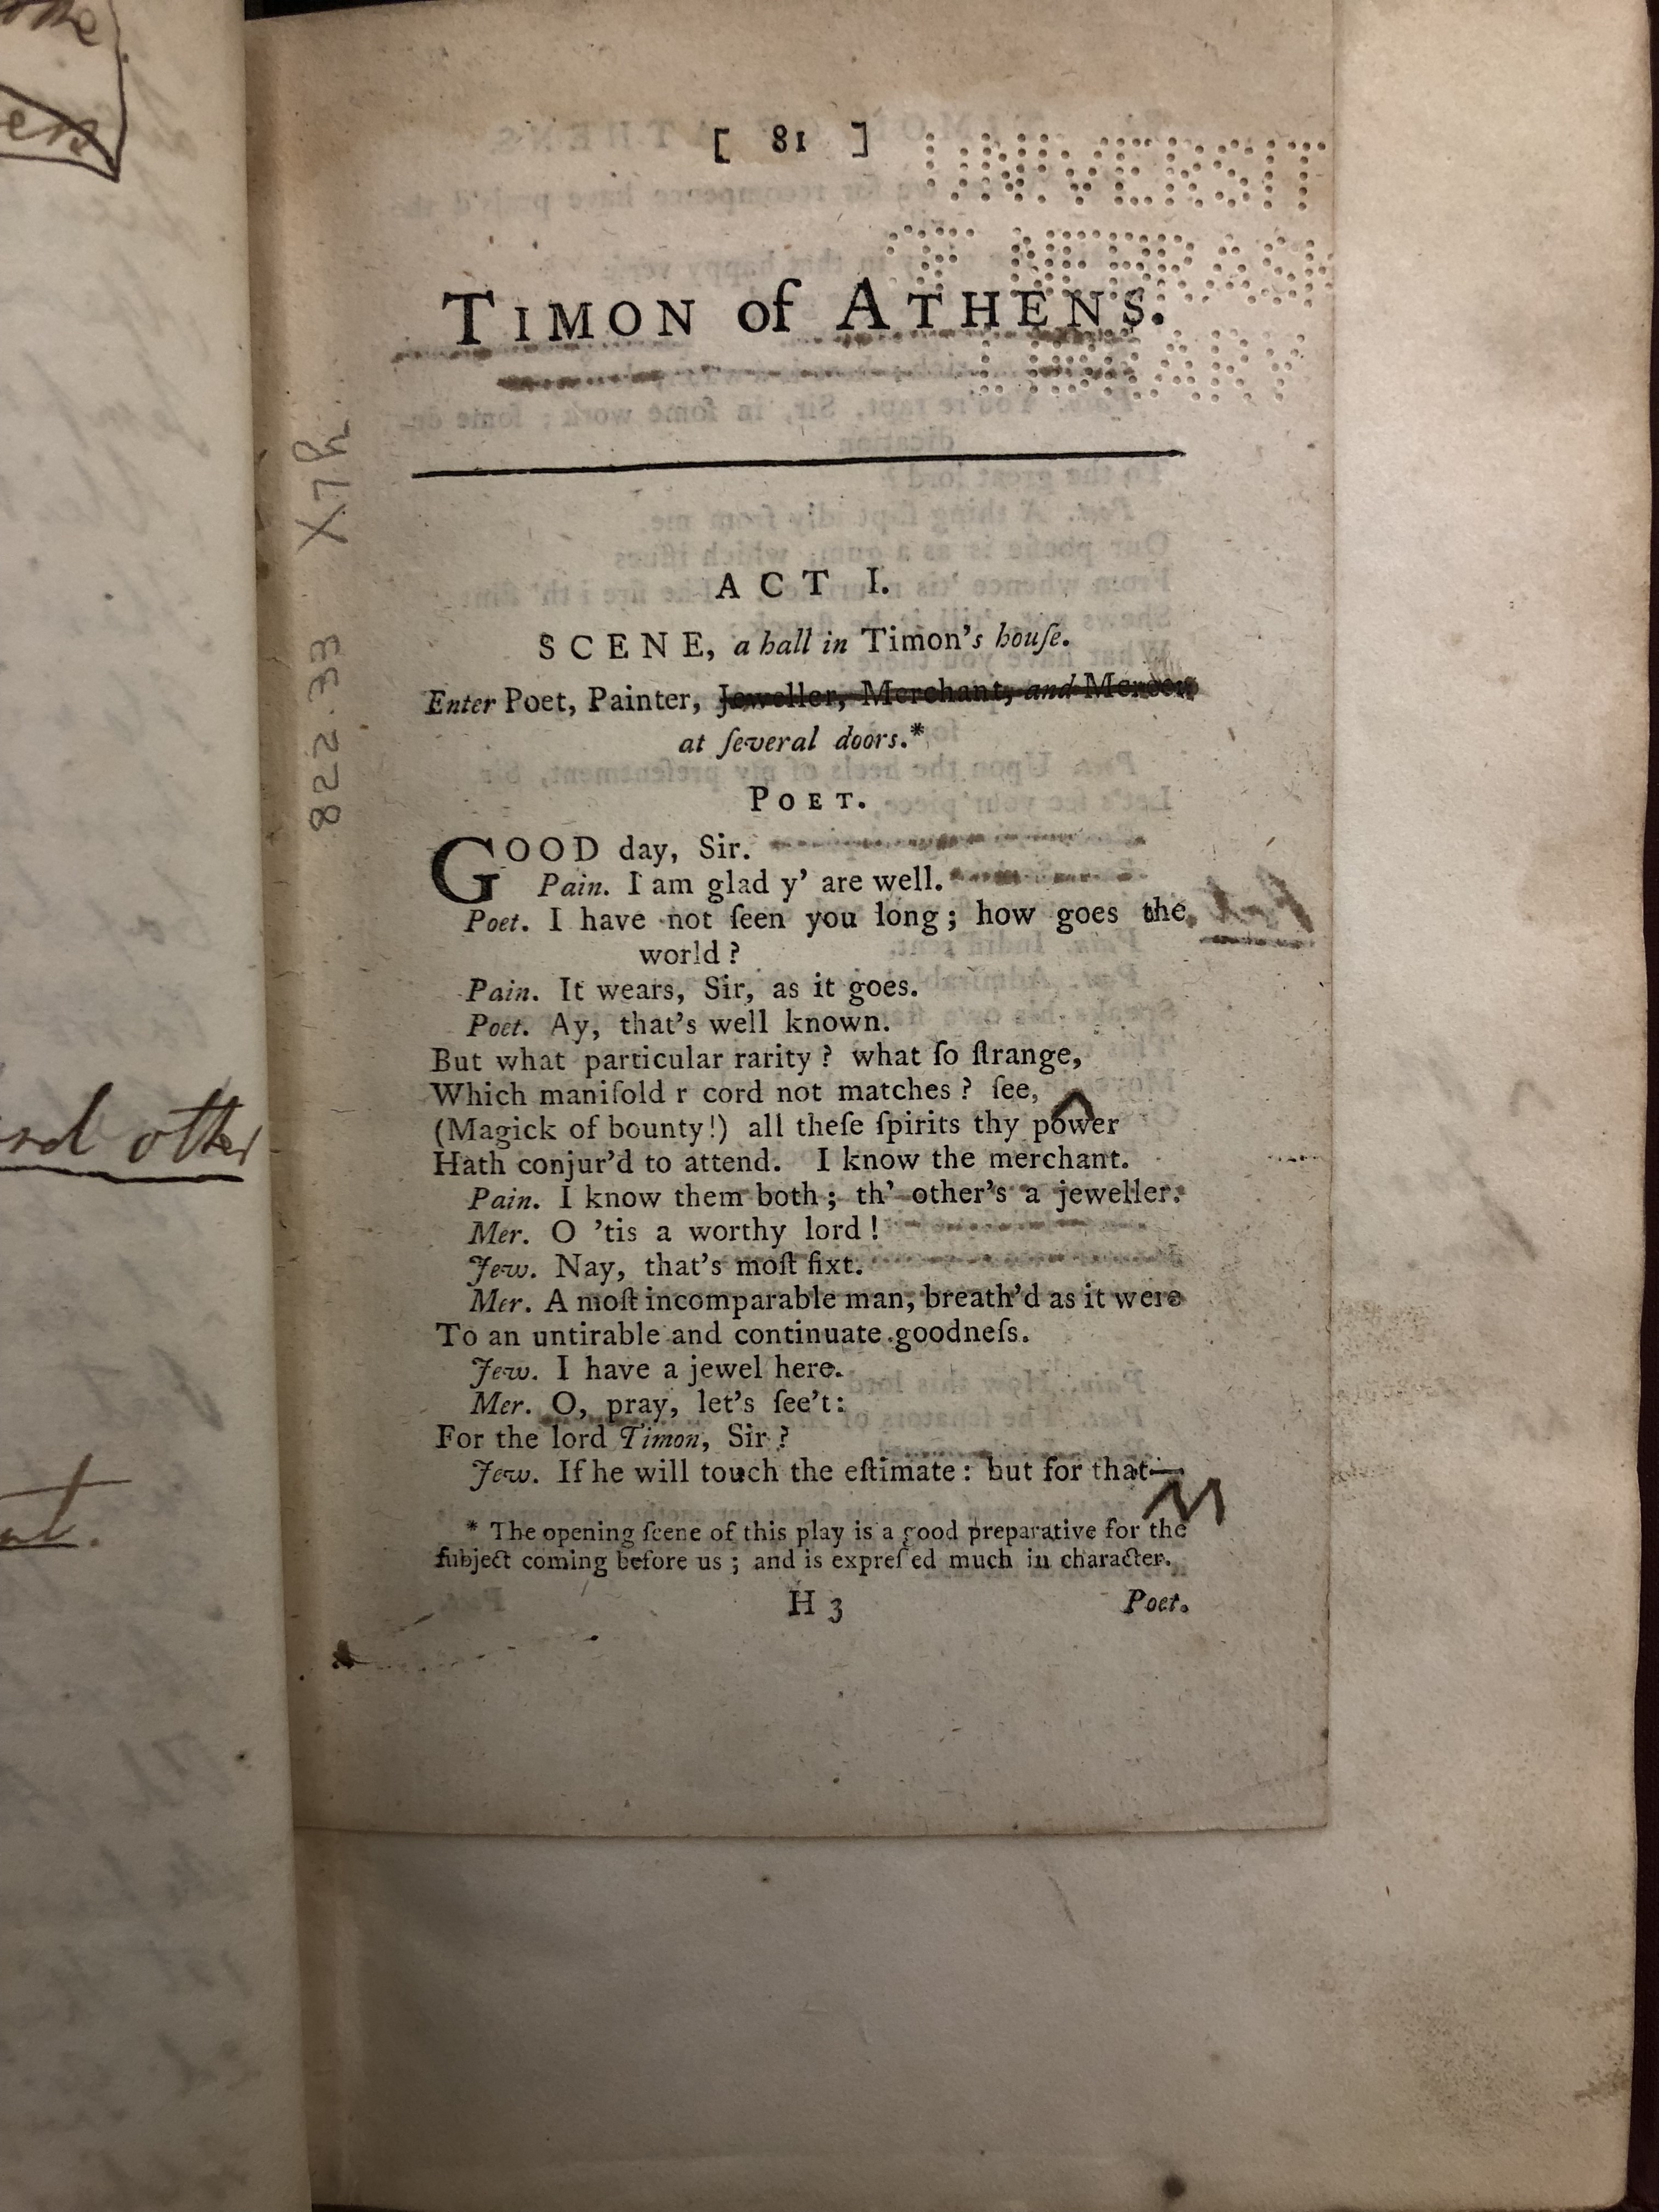 [ 81 ]
UNIVERSIT
OF NEBRASK
LIBRARY
TIMON of ATHENS.
X7R
822.33
ACT I.
SCENE, a hall in Timon's houſe.
Enter Poet, Painter, Jeweller, Merchant, and Mercer,
at ſeveral doors.*
POET.
GOOD day, Sir.
Pain. I am glad y' are well.
Poet. I have not ſeen you long; how goes the
world?
Pain. It wears, Sir, as it goes.
Poet. Ay, that's well known.
But what particular rarity? what ſo ſtrange,
Which manifold r cord not matches? ſee,
(Magick of bounty!) all theſe ſpirits thy power
Hath conjur'd to attend. I know the merchant.
Pain. I know them both; th' other's a jeweller.
Mer. O 'tis a worthy lord!
Jew. Nay, that's moſt fixt.
Mer. A moſt incomparable man, breath'd as it were
To an untirable and continuate goodneſs.
Jew. I have a jewel here.
Mer. O, pray, let's ſee't:
For the lord Timon, Sir?
Jew. If he will touch the eſtimate: but for that—
* The opening ſcene of this play is a good preparative for the
ſubject coming before us; and is expreſ ed much in character.
H 3
Poet.
other